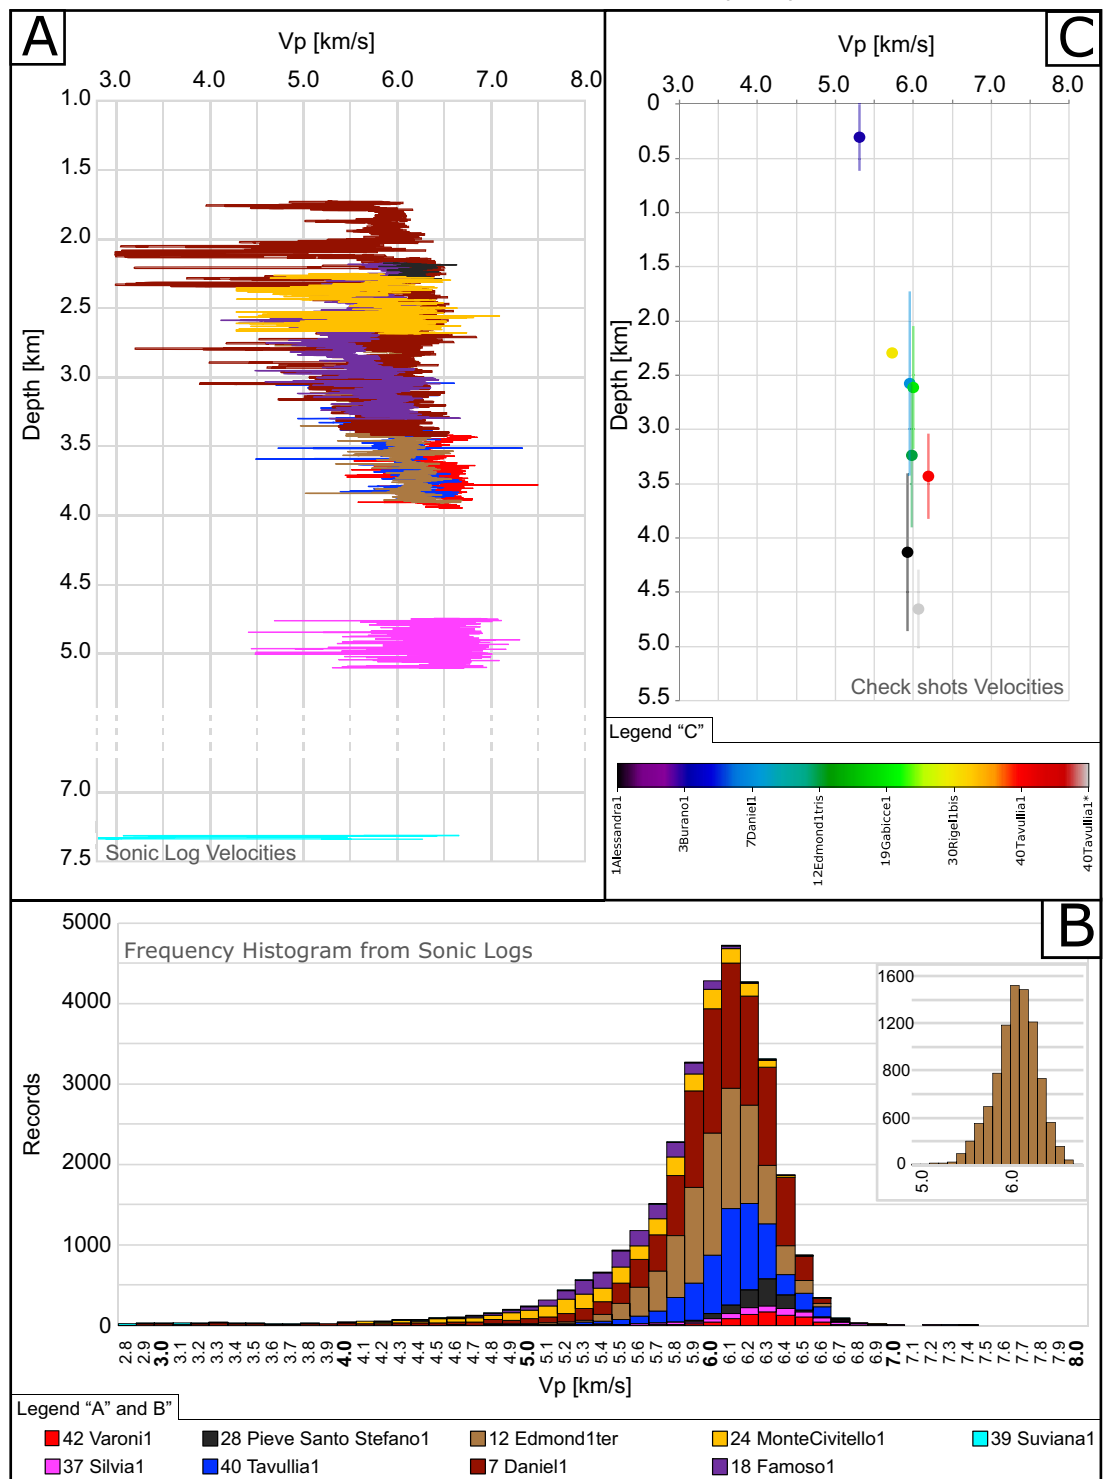 A
Vp [km/s]
3.0 4.0 5.0 6.0 7.0 8.0
1.0
1.5
2.0
2.5
3.0
3.5
4.0
4.5
5.0
7.0
7.5
Depth [km]
Sonic Log Velocities
C
Vp [km/s]
3.0 4.0 5.0 6.0 7.0 8.0
0
0.5
1.0
1.5
2.0
2.5
3.0
3.5
4.0
4.5
5.0
5.5
Depth [km]
Check shots Velocities
Legend “C”
1Alessandra1
3Burano1
7Daniel1
12Edmond1tris
19Gabicce1
30Rigel1bis
40Tavullia1
40Tavullia1*
B
Frequency Histogram from Sonic Logs
5000
4000
3000
2000
1000
0
Records
1600
1200
800
600
0
5.0 6.0
2.8 2.9 3.0 3.1 3.2 3.3 3.4 3.5 3.6 3.7 3.8 3.9 4.0 4.1 4.2 4.3 4.4 4.5 4.6 4.7 4.8 4.9 5.0 5.1 5.2 5.3 5.4 5.5 5.6 5.7 5.8 5.9 6.0 6.1 6.2 6.3 6.4 6.5 6.6 6.7 6.8 6.9 7.0 7.1 7.2 7.3 7.4 7.5 7.6 7.7 7.8 7.9 8.0
Vp [km/s]
Legend “A” and B”
42 Varoni1 28 Pieve Santo Stefano1 12 Edmond1ter 24 MonteCivitello1 39 Suviana1
37 Silvia1 40 Tavullia1 7 Daniel1 18 Famoso1